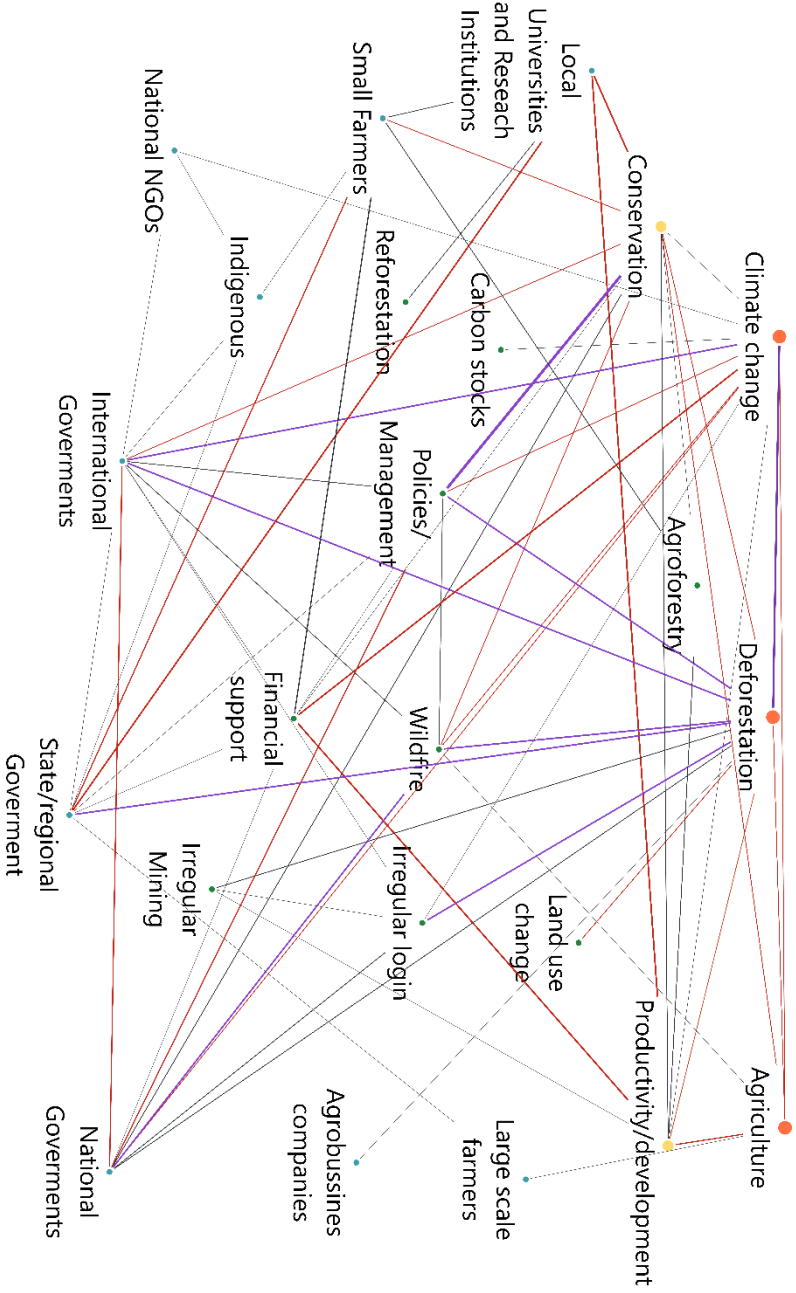 Climate change
Deforestation
Agriculture
Conservation
Agroforestry
Productivity/development
Local
Universities
and Reseach
Institutions
Carbon stocks
Land use
change
Large scale
farmers
Reforestation
Policies/
Management
Wildfire
Irregular login
Small Farmers
Agrobussines
companies
Indigenous
Financial
support
Irregular
Mining
National NGOs
International
Goverments
State/regional
Goverment
National
Goverments